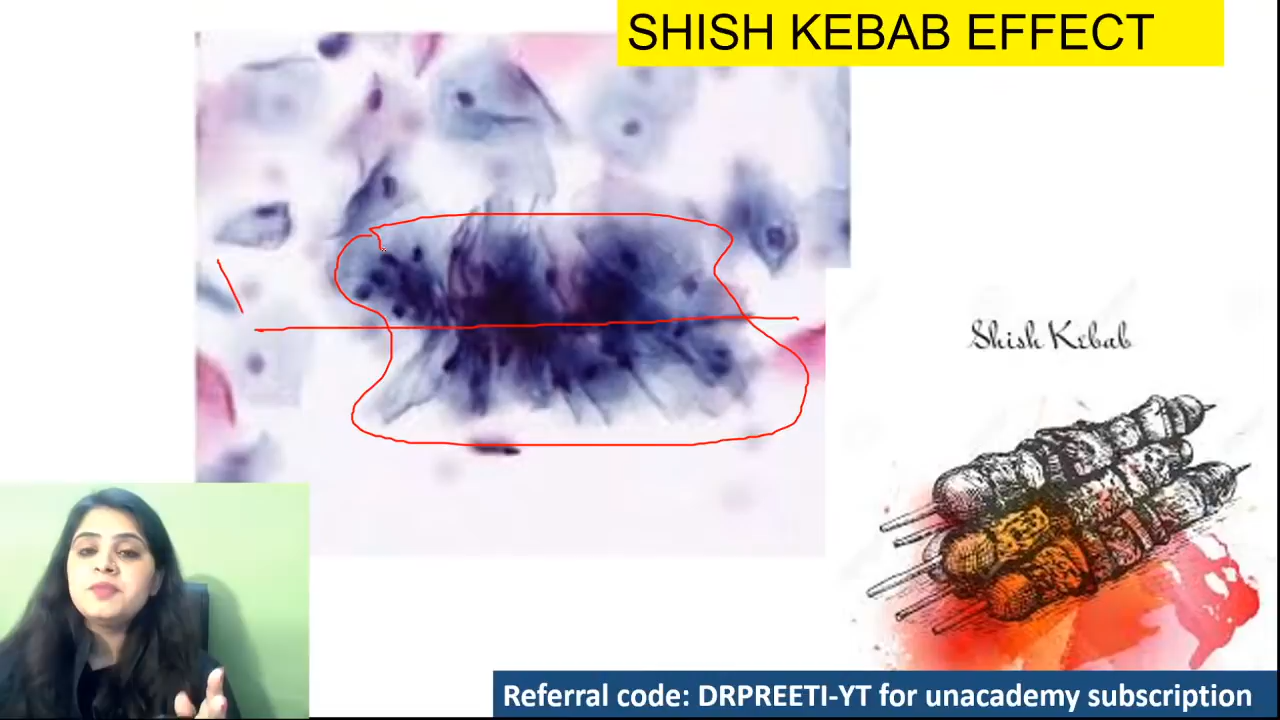 SHISH KEBAB EFFECT
Shish Kebab
Referral code: DRPREETI-YT for unacademy subscription